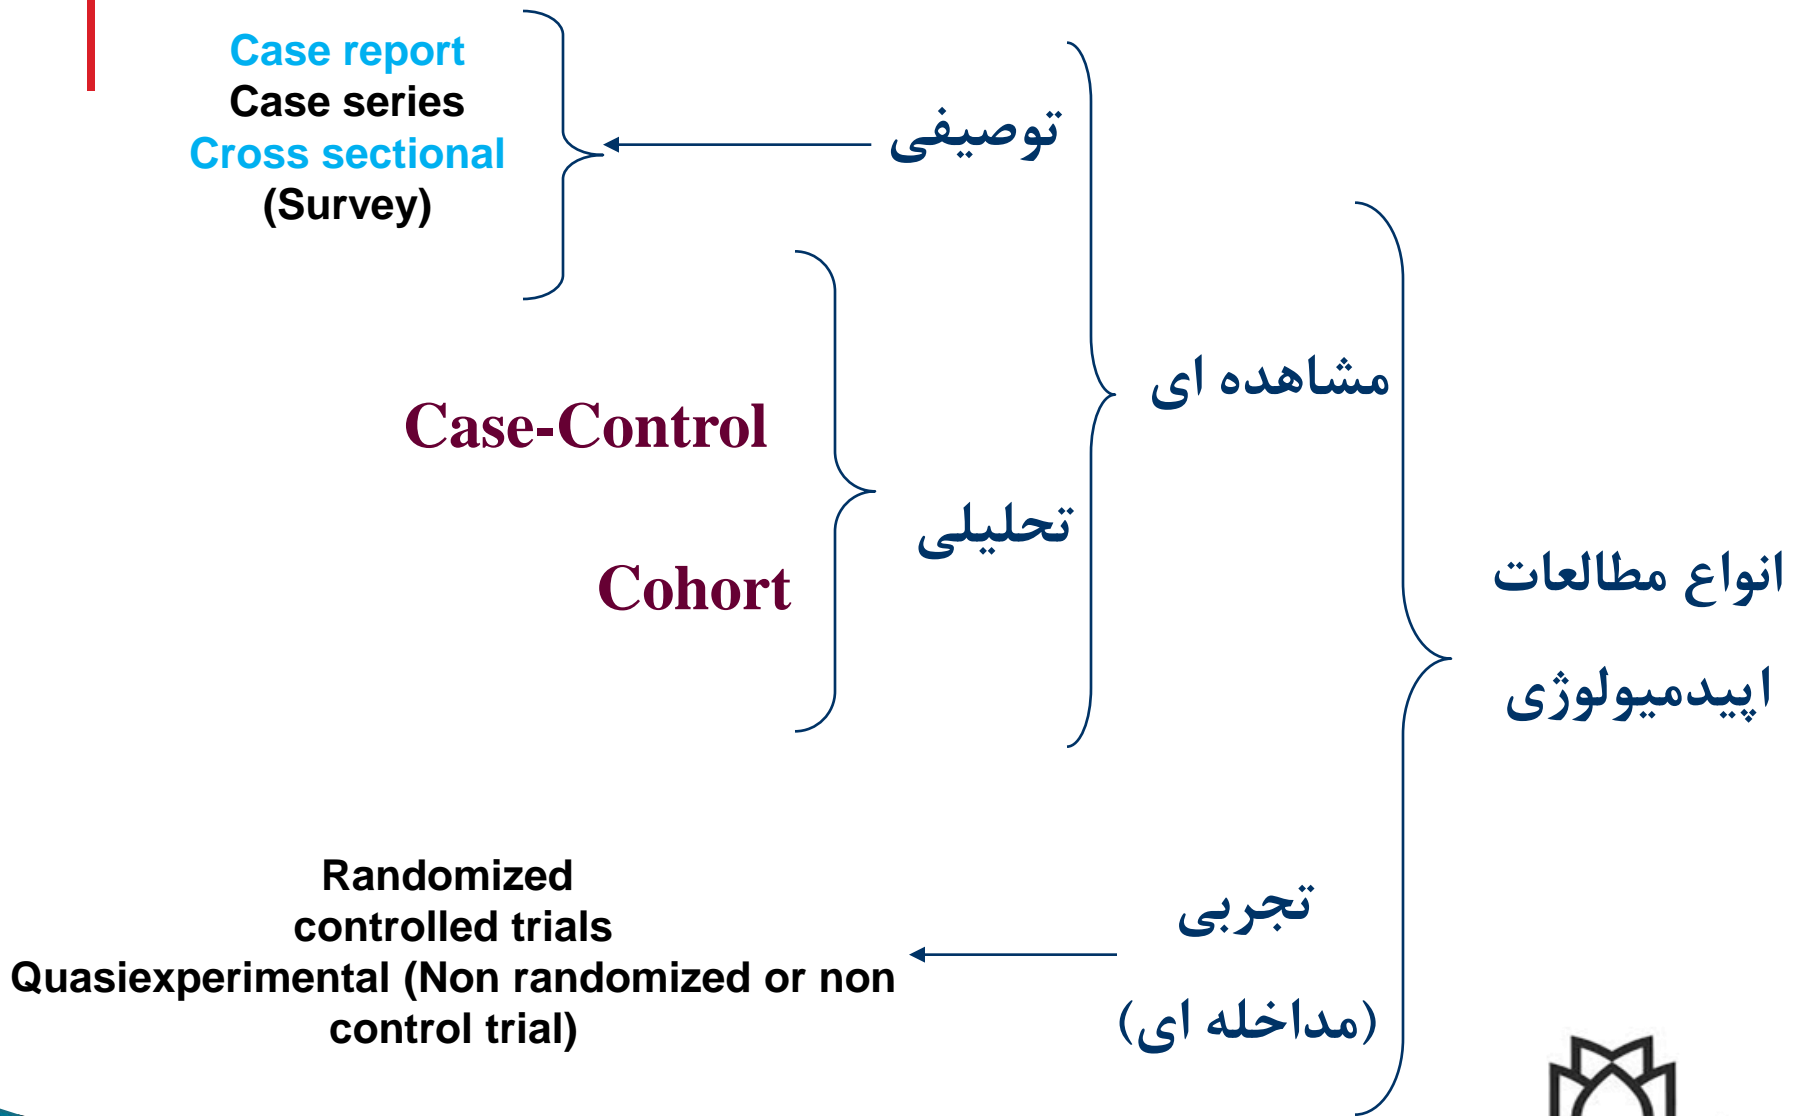 Case report
Case series
Cross sectional
(Survey)
توصیفی
مشاهده ای
Case-Control
تحلیلی
Cohort
انواع مطالعات
اپیدمیولوژی
Randomized
controlled trials
Quasiexperimental (Non randomized or non
control trial)
تجربی
(مداخله ای)